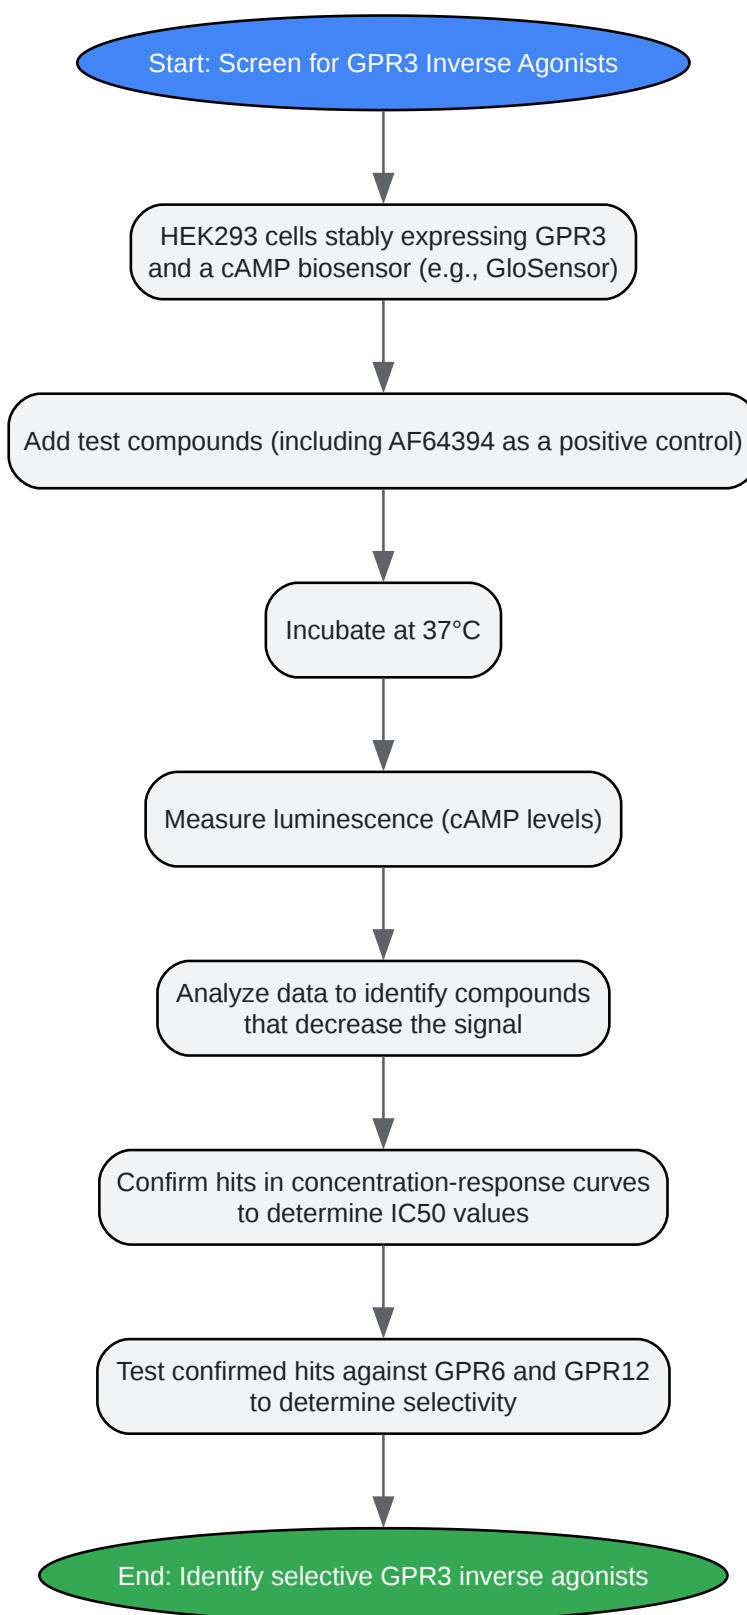 Start: Screen for GPR3 Inverse Agonists
HEK293 cells stably expressing GPR3
and a cAMP biosensor (e.g., GloSensor)
Add test compounds (including AF64394 as a positive control)
Incubate at 37°C
Measure luminescence (cAMP levels)
Analyze data to identify compounds
that decrease the signal
Confirm hits in concentration-response curves
to determine IC50 values
Test confirmed hits against GPR6 and GPR12
to determine selectivity
End: Identify selective GPR3 inverse agonists